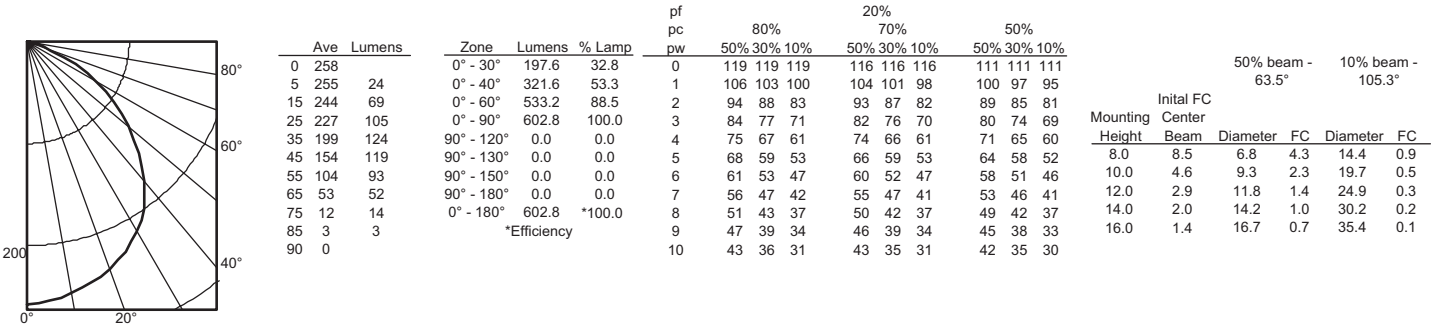 80°
60°
40°
200
0° 20°
Ave Lumens
0 258
5 255 24
15 244 69
25 227 105
35 199 124
45 154 119
55 104 93
65 53 52
75 12 14
85 3 3
90 0
Zone Lumens % Lamp
0° - 30° 197.6 32.8
0° - 40° 321.6 53.3
0° - 60° 533.2 88.5
0° - 90° 602.8 100.0
90° - 120° 0.0 0.0
90° - 130° 0.0 0.0
90° - 150° 0.0 0.0
90° - 180° 0.0 0.0
0° - 180° 602.8 *100.0
*Efficiency
pf 20%
pc 80% 70% 50%
pw 50% 30% 10% 50% 30% 10% 50% 30% 10%
0 119 119 119 116 116 116 111 111 111
1 106 103 100 104 101 98 100 97 95
2 94 88 83 93 87 82 89 85 81
3 84 77 71 82 76 70 80 74 69
4 75 67 61 74 66 61 71 65 60
5 68 59 53 66 59 53 64 58 52
6 61 53 47 60 52 47 58 51 46
7 56 47 42 55 47 41 53 46 41
8 51 43 37 50 42 37 49 42 37
9 47 39 34 46 39 34 45 38 33
10 43 36 31 43 35 31 42 35 30
50% beam - 10% beam -
63.5° 105.3°
Inital FC
Mounting Center
Height Beam Diameter FC Diameter FC
8.0 8.5 6.8 4.3 14.4 0.9
10.0 4.6 9.3 2.3 19.7 0.5
12.0 2.9 11.8 1.4 24.9 0.3
14.0 2.0 14.2 1.0 30.2 0.2
16.0 1.4 16.7 0.7 35.4 0.1